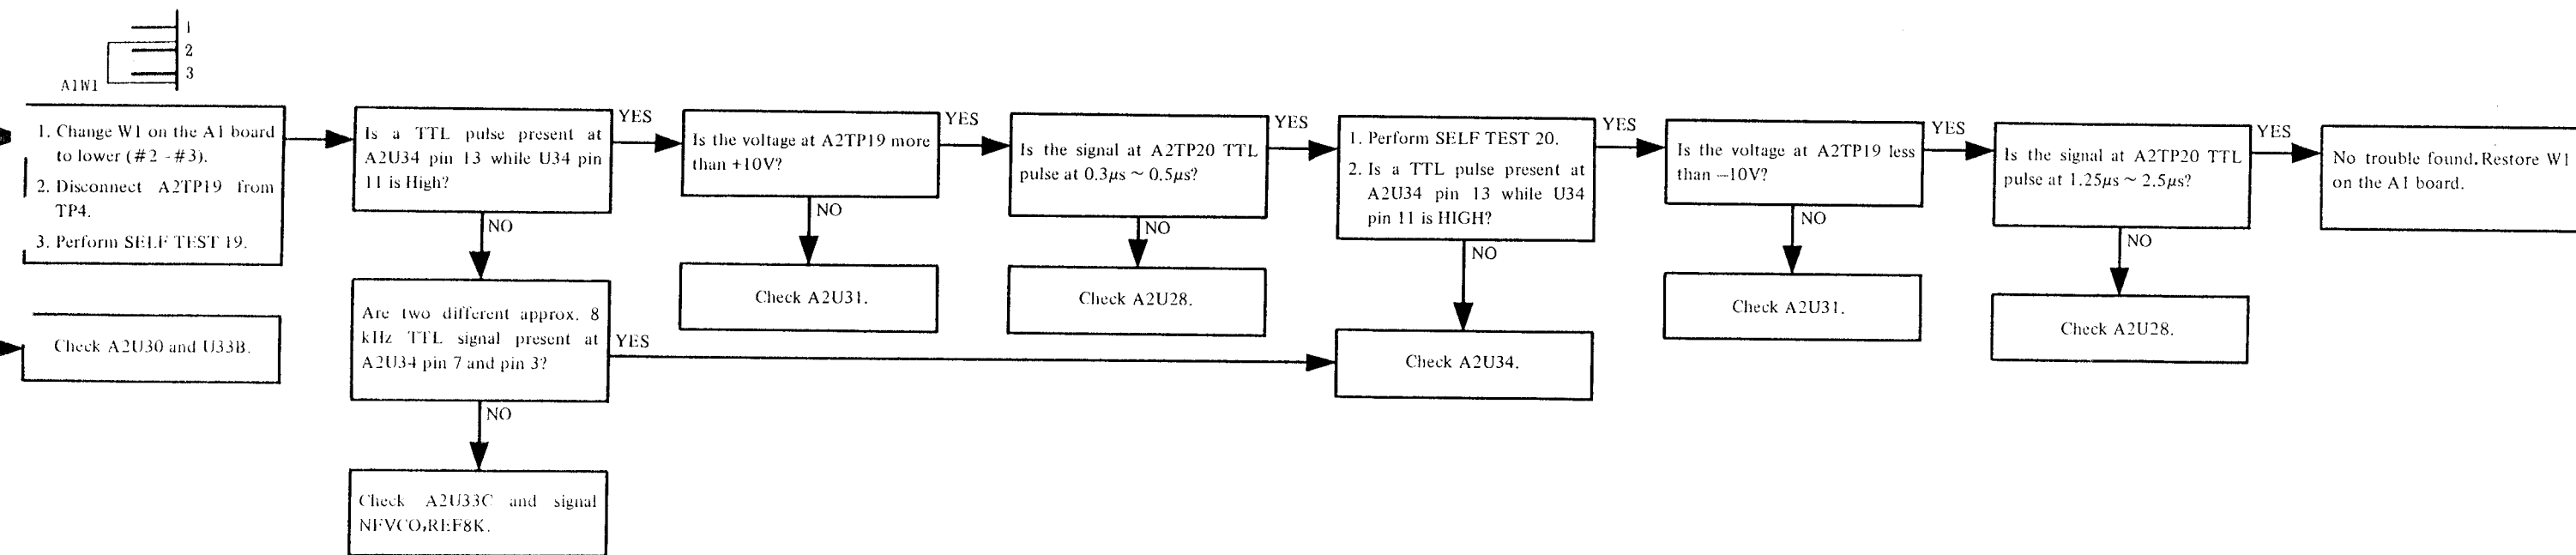 1
2
3
A1W1
1. Change W1 on the A1 board
to lower (#2 - #3).
2. Disconnect A2TP19 from
TP4.
3. Perform SELF TEST 19.
Is a TTL pulse present at
A2U34 pin 13 while U34 pin
11 is High?
YES
NO
Is the voltage at A2TP19 more
than +10V?
YES
NO
Is the signal at A2TP20 TTL
pulse at 0.3µs ~ 0.5µs?
YES
NO
1. Perform SELF TEST 20.
2. Is a TTL pulse present at
A2U34 pin 13 while U34
pin 11 is HIGH?
YES
NO
Is the voltage at A2TP19 less
than −10V?
YES
NO
Is the signal at A2TP20 TTL
pulse at 1.25µs ~ 2.5µs?
YES
NO
No trouble found. Restore W1
on the A1 board.
Check A2U30 and U33B.
Are two different approx. 8
kHz TTL signal present at
A2U34 pin 7 and pin 3?
YES
NO
Check A2U31.
Check A2U28.
Check A2U34.
Check A2U31.
Check A2U28.
Check A2U33C and signal
NFVCO,REF8K.